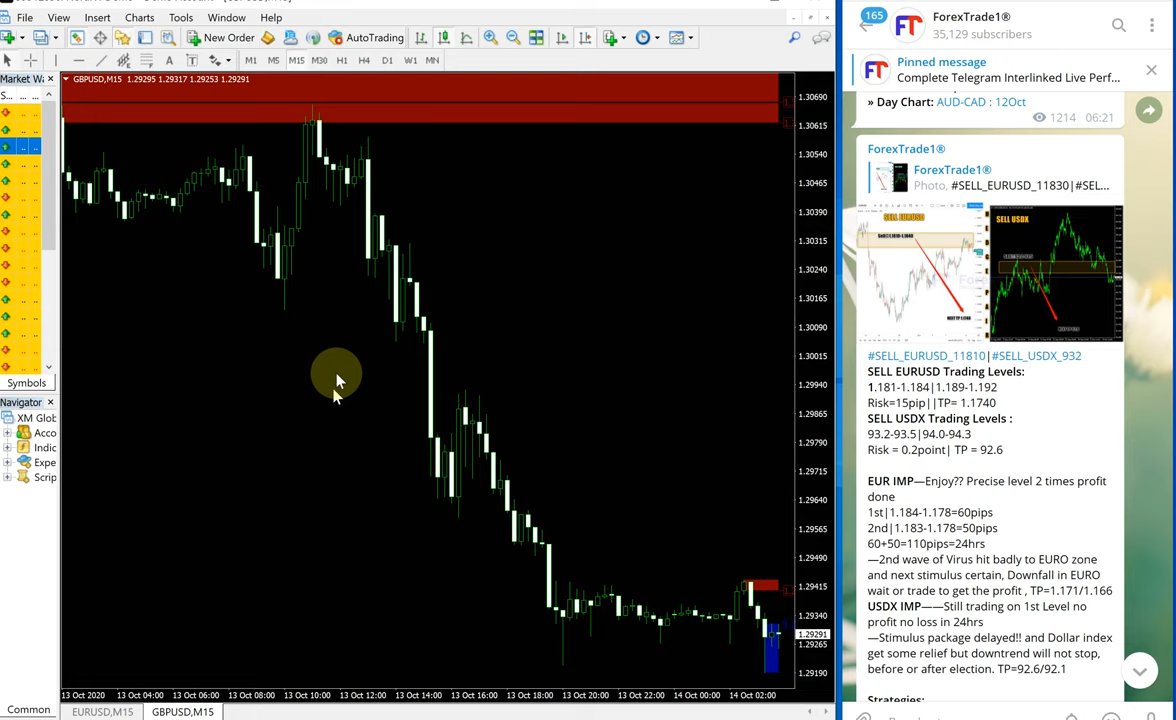 File View Insert Charts Tools Window Help
New Order AutoTrading
A T M1 M5 M15 M30 H1 H4 D1 W1 MN
Market Wa
S... ... ...
Symbols
Navigator
XM Glob
Acco
Indic
Expe
Scrip
Common
GBPUSD,M15 1.29295 1.29317 1.29253 1.29291
1.30690
1.30615
1.30540
1.30465
1.30390
1.30315
1.30240
1.30165
1.30090
1.30015
1.29940
1.29865
1.29790
1.29715
1.29640
1.29565
1.29490
1.29415
1.29340
1.29291
1.29265
1.29190
13 Oct 2020 13 Oct 04:00 13 Oct 06:00 13 Oct 08:00 13 Oct 10:00 13 Oct 12:00 13 Oct 14:00 13 Oct 16:00 13 Oct 18:00 13 Oct 20:00 13 Oct 22:00 14 Oct 00:00 14 Oct 02:00
EURUSD,M15 GBPUSD,M15
165
FT
ForexTrade1®
35,129 subscribers
FT
Pinned message
Complete Telegram Interlinked Live Perf...
» Day Chart: AUD-CAD : 12Oct
1214 06:21
ForexTrade1®
ForexTrade1®
Photo, #SELL_EURUSD_11830|#SEL...
SELL EURUSD
SELL USDX
#SELL_EURUSD_11810|#SELL_USDX_932
SELL EURUSD Trading Levels:
1.181-1.184|1.189-1.192
Risk=15pip||TP= 1.1740
SELL USDX Trading Levels :
93.2-93.5|94.0-94.3
Risk = 0.2point| TP = 92.6
EUR IMP—Enjoy?? Precise level 2 times profit
done
1st|1.184-1.178=60pips
2nd|1.183-1.178=50pips
60+50=110pips=24hrs
—2nd wave of Virus hit badly to EURO zone
and next stimulus certain, Downfall in EURO
wait or trade to get the profit , TP=1.171/1.166
USDX IMP——Still trading on 1st Level no
profit no loss in 24hrs
—Stimulus package delayed!! and Dollar index
get some relief but downtrend will not stop,
before or after election. TP=92.6/92.1
Strategies: